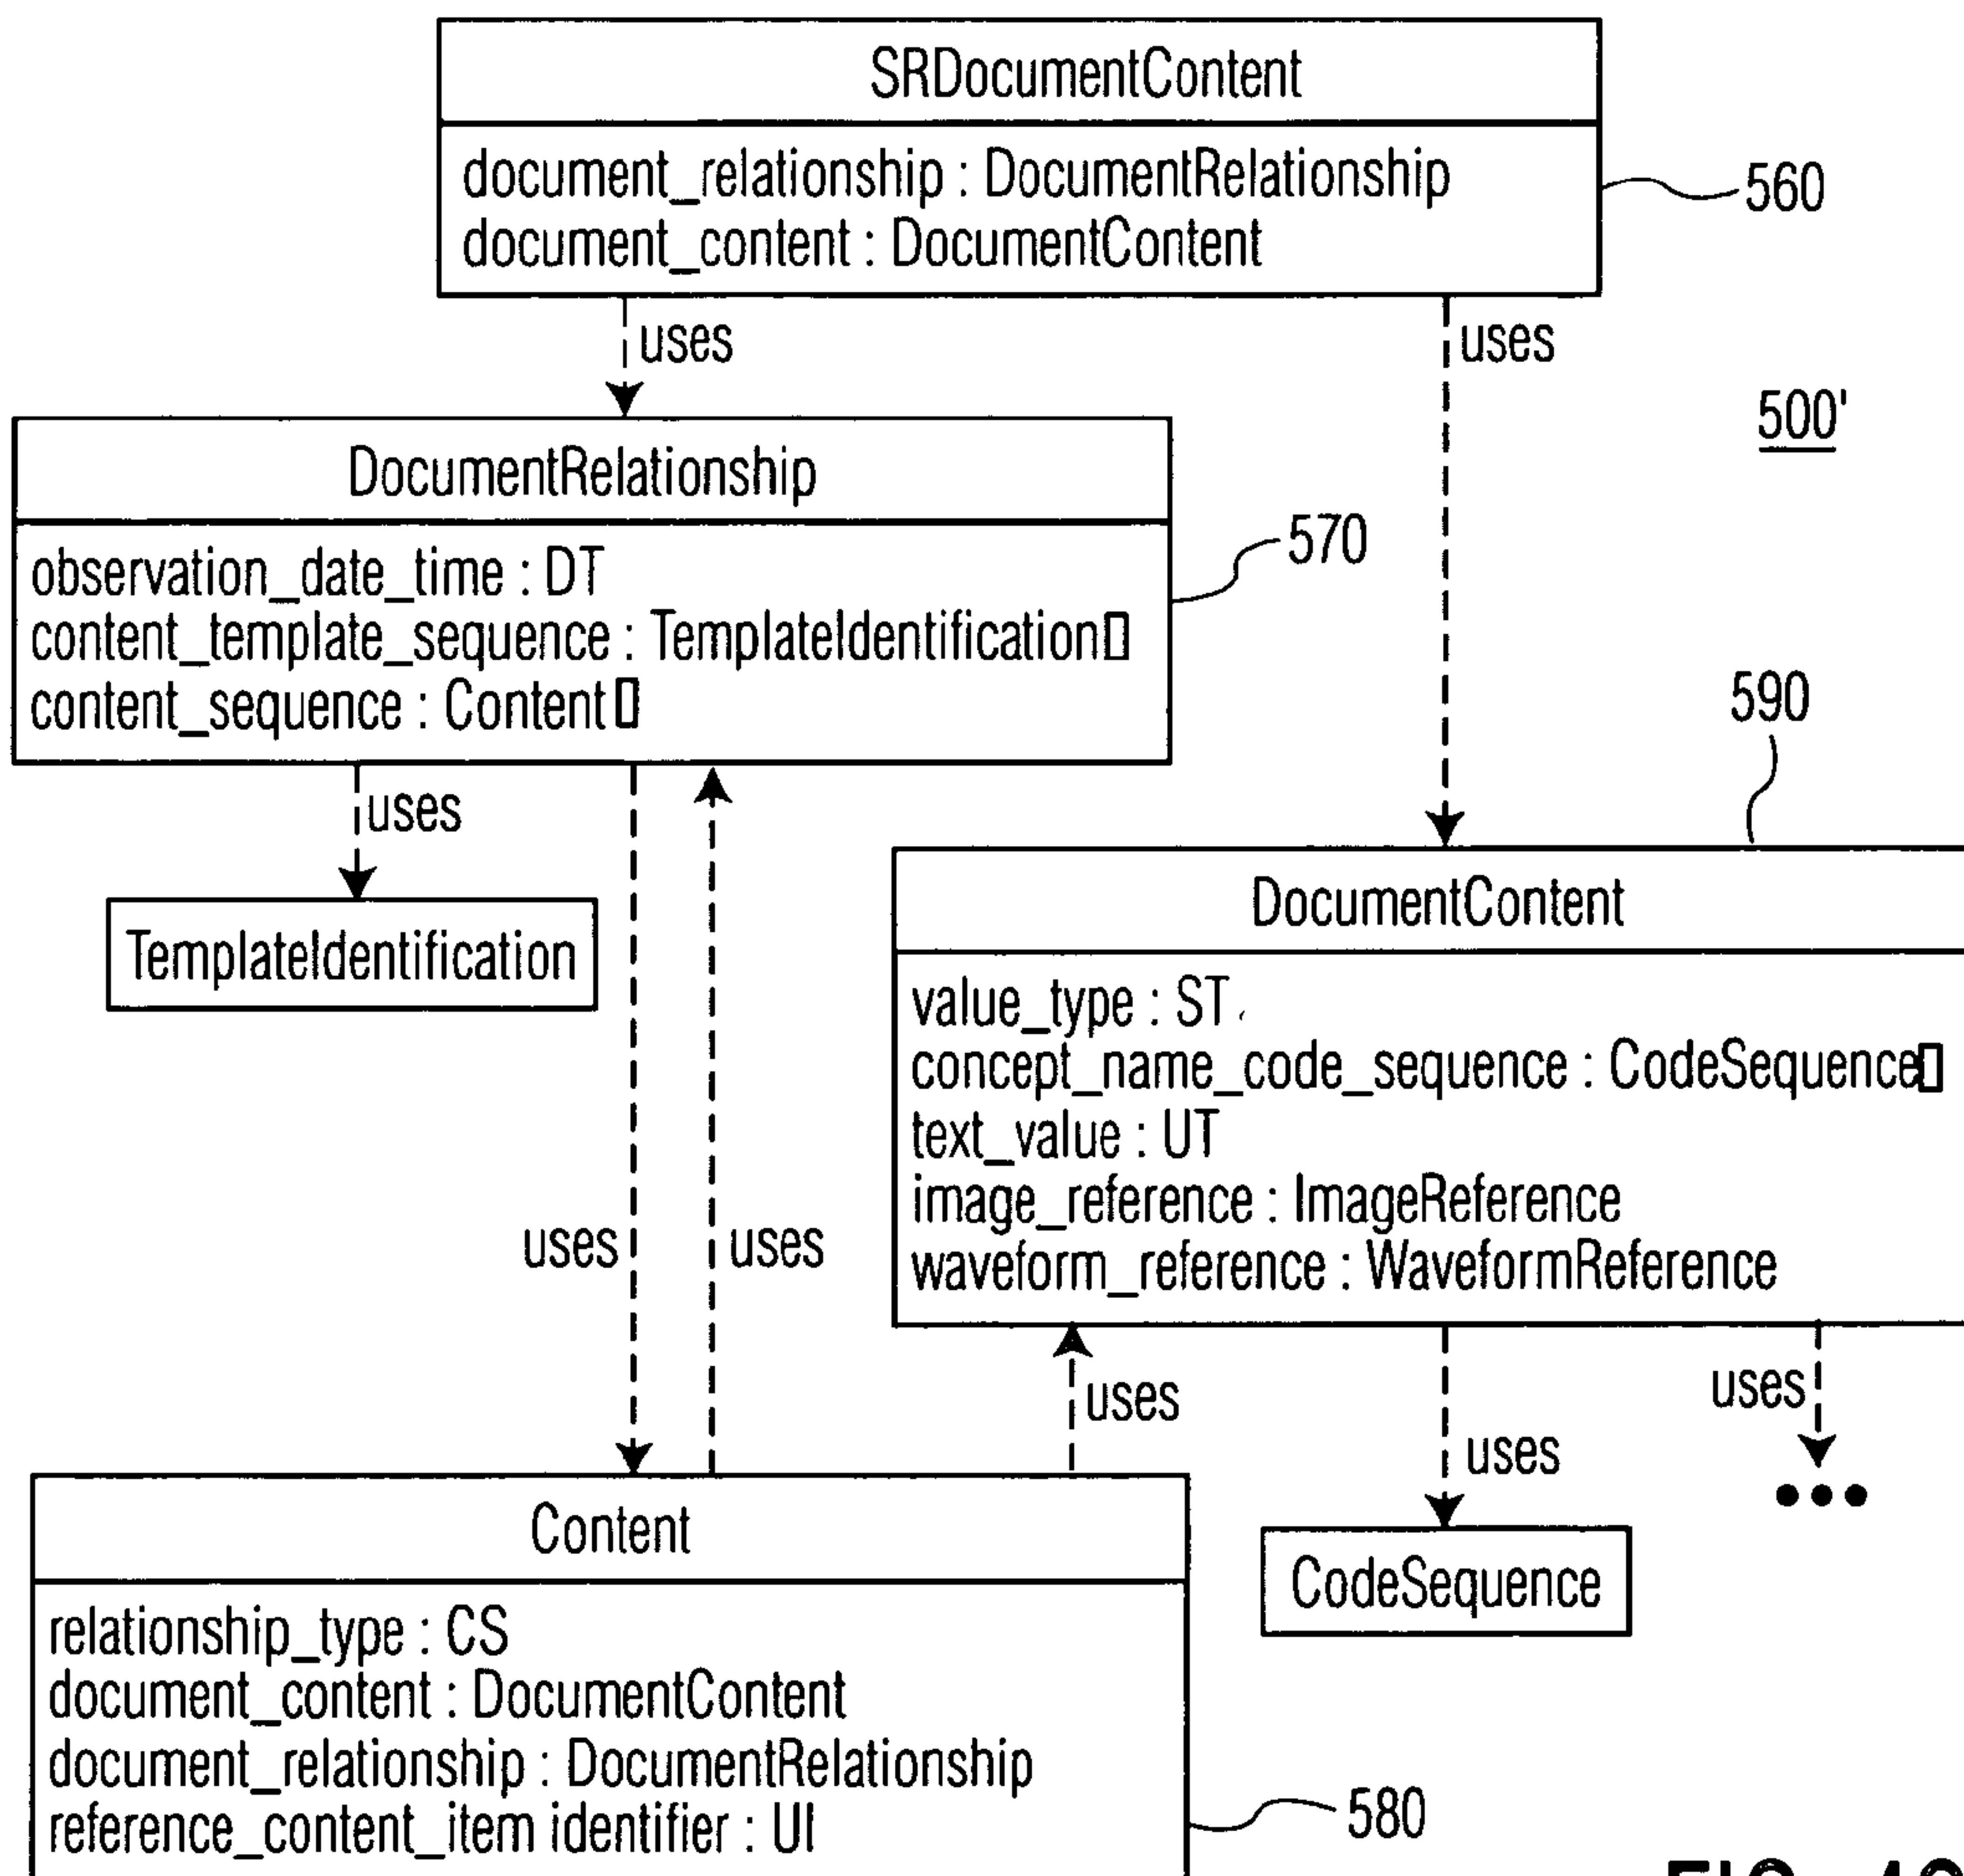 SRDocumentContent
document_relationship : DocumentRelationship
document_content : DocumentContent
560
uses
uses
500'
DocumentRelationship
570
observation_date_time : DT
content_template_sequence : TemplateIdentification[]
content_sequence : Content[]
590
uses
TemplateIdentification
DocumentContent
value_type : ST
concept_name_code_sequence : CodeSequence[]
text_value : UT
image_reference : ImageReference
waveform_reference : WaveformReference
uses
uses
uses
uses
uses
Content
CodeSequence
relationship_type : CS
document_content : DocumentContent
document_relationship : DocumentRelationship
reference_content_item identifier : UI
580